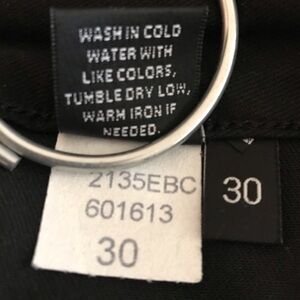 WASH IN COLD
WATER WITH
LIKE COLORS,
TUMBLE DRY LOW,
WARM IRON IF
NEEDED.
2135EBC
601613
30
30